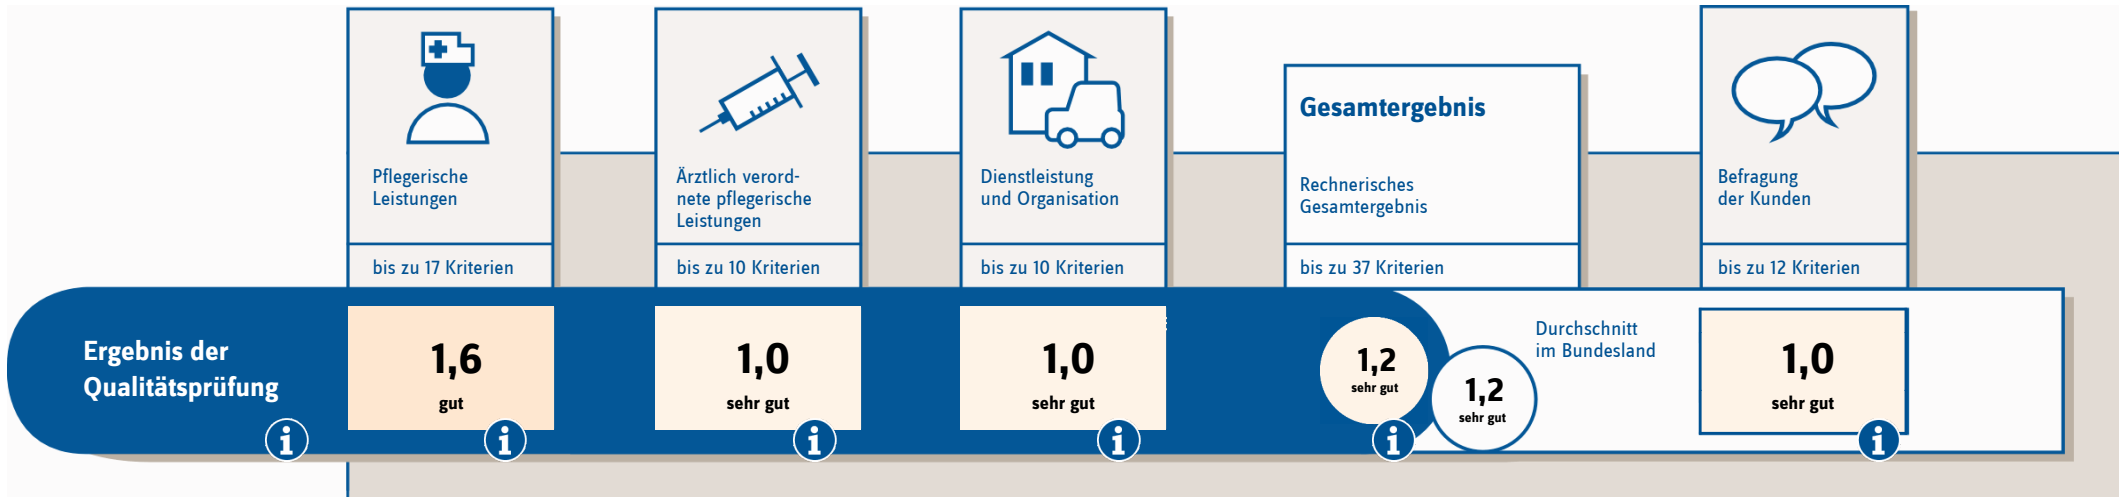 Pflegerische
Leistungen
bis zu 17 Kriterien
Ärztlich verord-
nete pflegerische
Leistungen
bis zu 10 Kriterien
Dienstleistung
und Organisation
bis zu 10 Kriterien
Gesamtergebnis
Rechnerisches
Gesamtergebnis
bis zu 37 Kriterien
Befragung
der Kunden
bis zu 12 Kriterien
Ergebnis der
Qualitätsprüfung
i
1,6
gut
i
1,0
sehr gut
i
1,0
sehr gut
i
1,2
sehr gut
i
1,2
sehr gut
Durchschnitt
im Bundesland
1,0
sehr gut
i